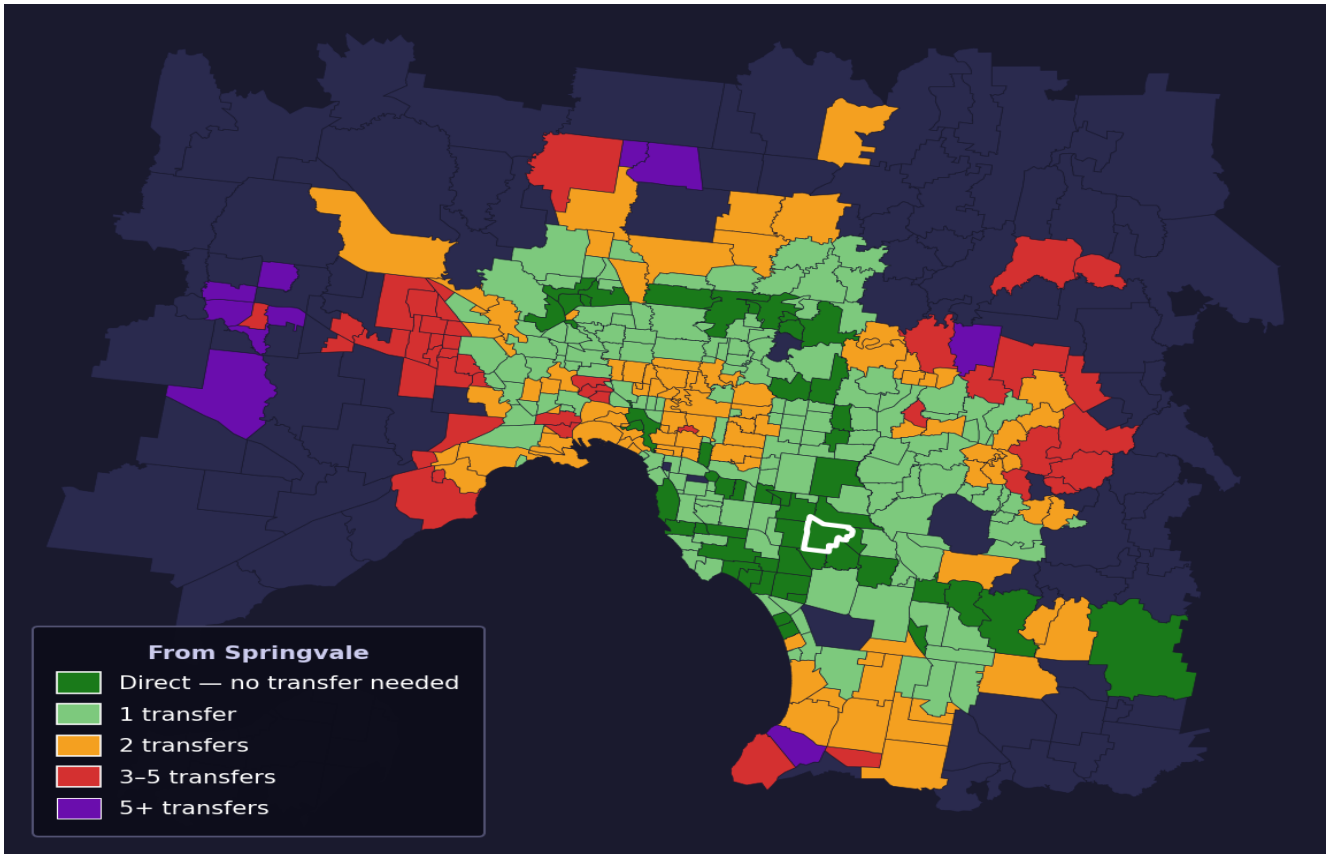 From Springvale
Direct — no transfer needed
1 transfer
2 transfers
3–5 transfers
5+ transfers